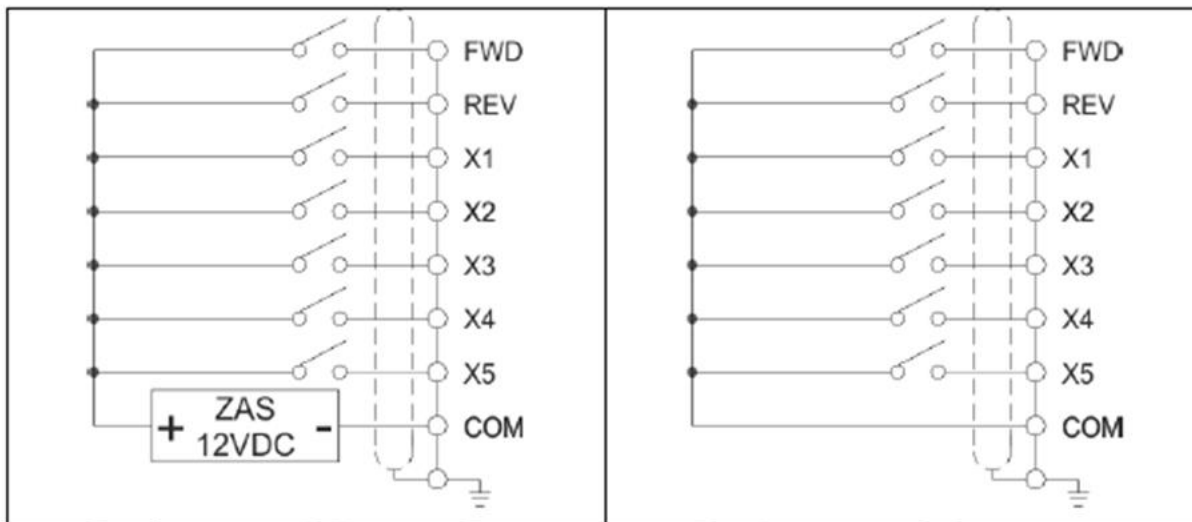 FWD
REV
X1
X2
X3
X4
X5
+ ZAS -
12VDC
COM
FWD
REV
X1
X2
X3
X4
X5
COM